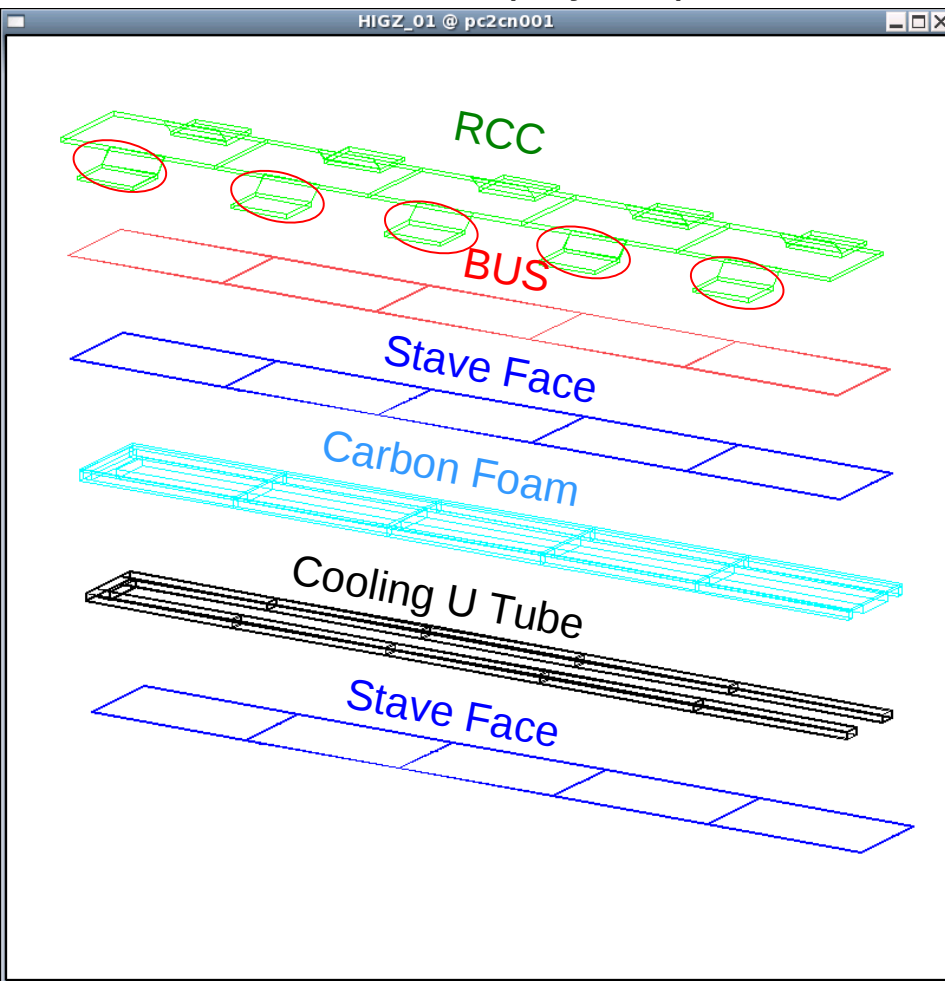 HIGZ_01 @ pc2cn001
RCC
BUS
Stave Face
Carbon Foam
Cooling U Tube
Stave Face